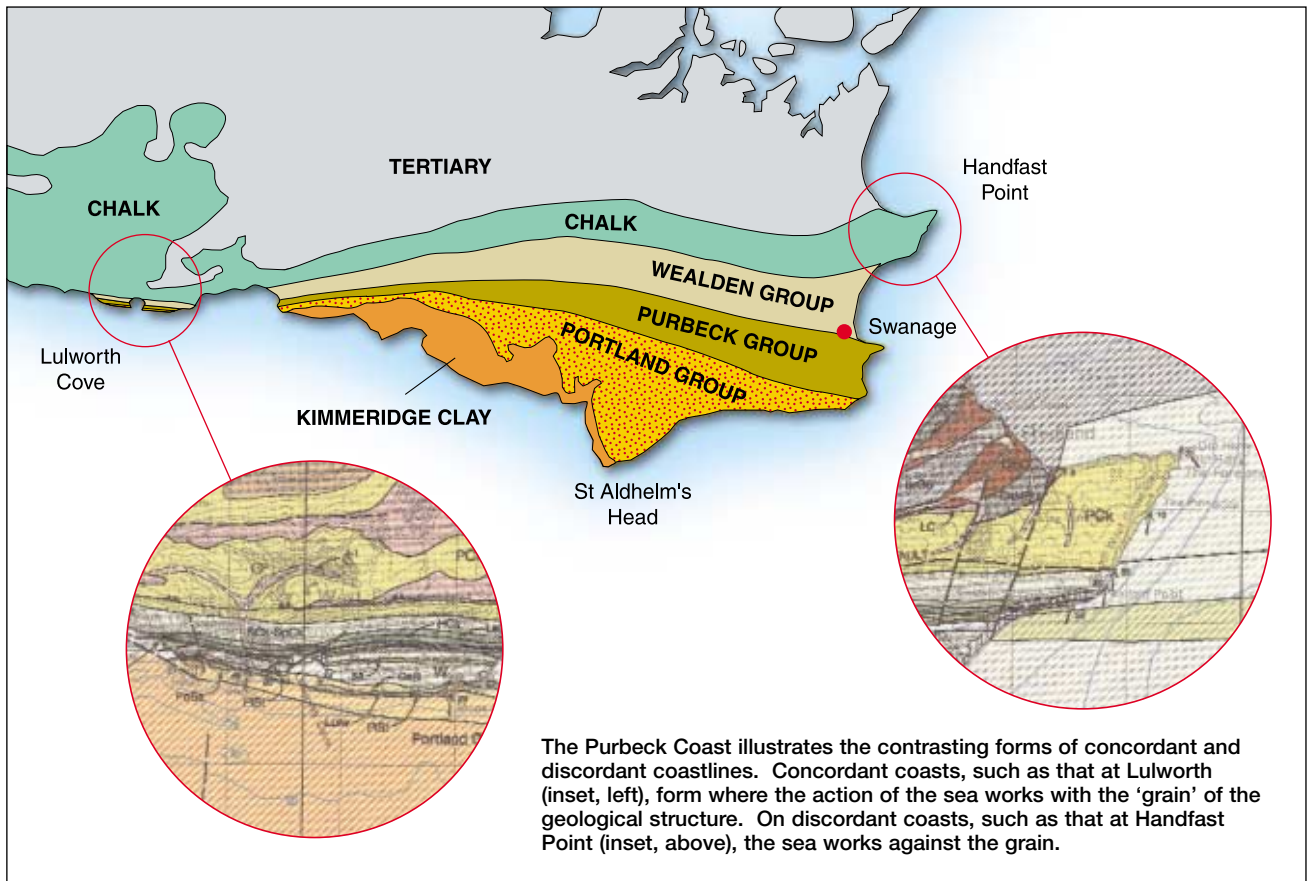 Handfast
Point
TERTIARY
CHALK
CHALK
WEALDEN GROUP
Swanage
PURBECK GROUP
PORTLAND GROUP
Lulworth
Cove
KIMMERIDGE CLAY
St Aldhelm's
Head
LC
PCk
Portland
The Purbeck Coast illustrates the contrasting forms of concordant and
discordant coastlines. Concordant coasts, such as that at Lulworth
(inset, left), form where the action of the sea works with the ‘grain’ of the
geological structure. On discordant coasts, such as that at Handfast
Point (inset, above), the sea works against the grain.